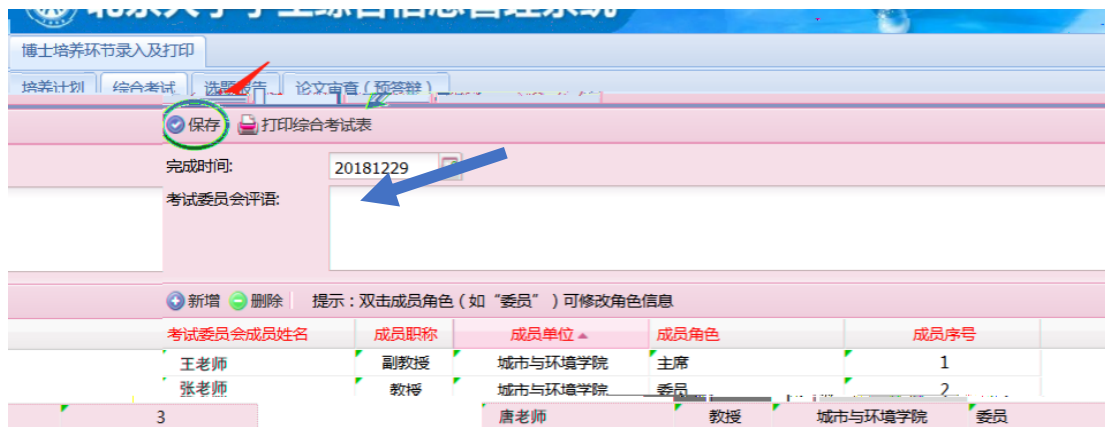 博士培养环节录入及打印
培养计划 综合考试 选题报告 论文审查(预答辩)
保存 打印综合考试表
完成时间: 20181229
考试委员会评语:
新增 删除 提示:双击成员角色(如“委员”)可修改角色信息
考试委员会成员姓名 成员职称 成员单位 成员角色 成员序号
王老师 副教授 城市与环境学院 主席 1
张老师 教授 城市与环境学院 委员 2
3 唐老师 教授 城市与环境学院 委员